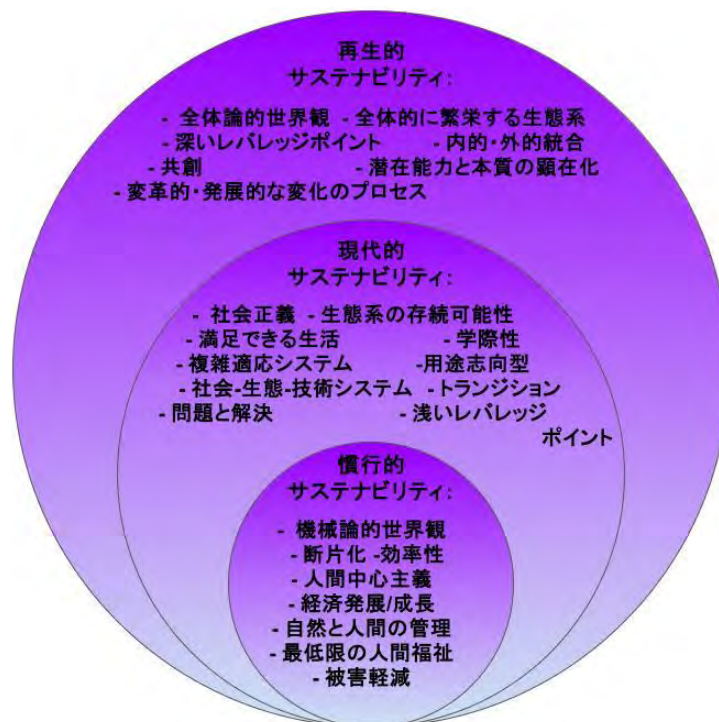 再生的
サステナビリティ:
- 全体論的世界観 - 全体的に繁栄する生態系
- 深いレバレッジポイント - 内的・外的統合
- 共創 - 潜在能力と本質の顕在化
- 変革的・発展的な変化のプロセス
現代的
サステナビリティ:
- 社会正義 - 生態系の存続可能性
- 満足できる生活 - 学際性
- 複雑適応システム -用途志向型
- 社会-生態-技術システム - トランジション
- 問題と解決 - 浅いレバレッジ
ポイント
慣行的
サステナビリティ:
- 機械論的世界観
- 断片化 -効率性
- 人間中心主義
- 経済発展/成長
- 自然と人間の管理
- 最低限の人間福祉
- 被害軽減